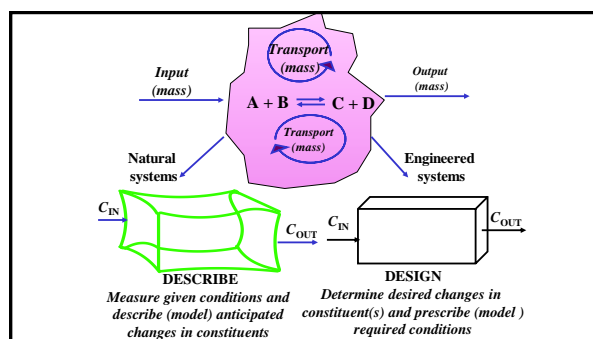 Transport
(mass)
Input
(mass)
Output
(mass)
A + B ⇌ C + D
Transport
(mass)
Natural
systems
Engineered
systems
C_IN
C_OUT
C_IN
C_OUT
DESCRIBE
Measure given conditions and
describe (model) anticipated
changes in constituents
DESIGN
Determine desired changes in
constituent(s) and prescribe (model )
required conditions